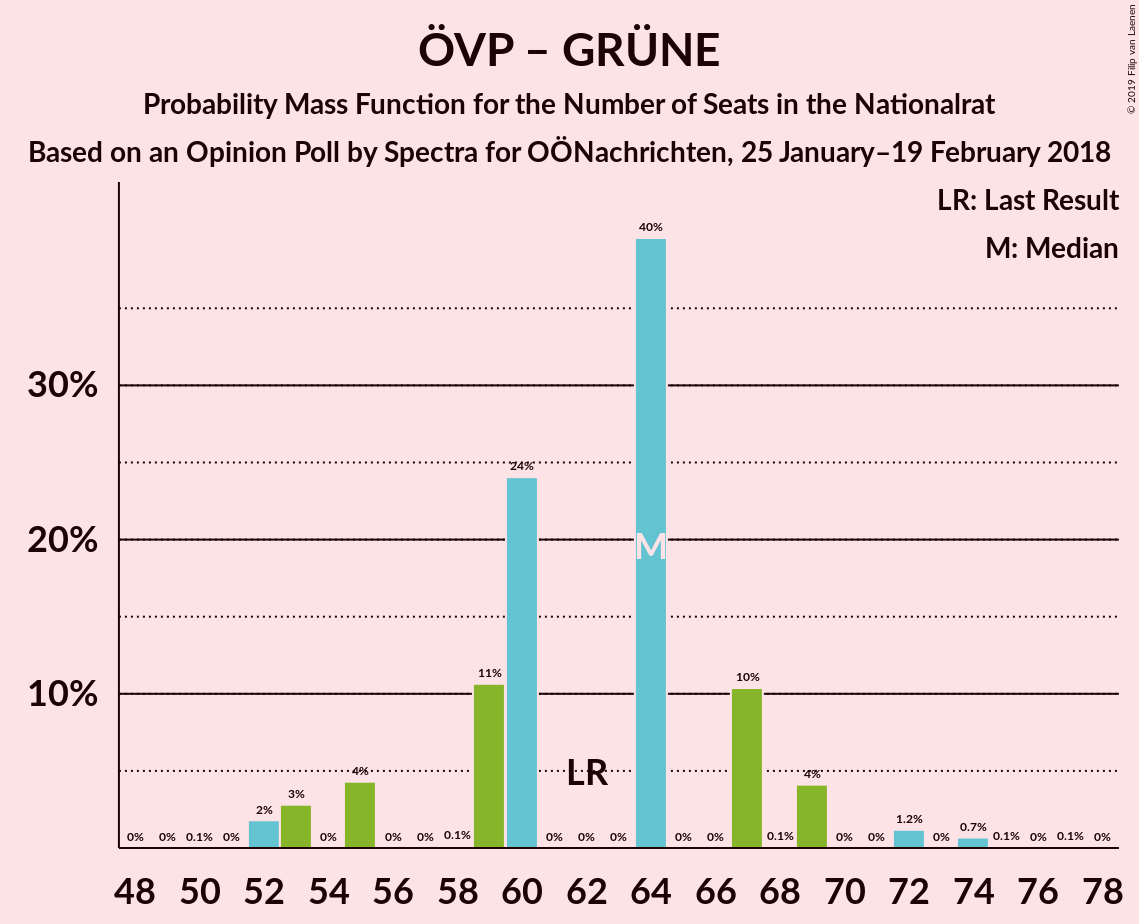 ÖVP – GRÜNE
Probability Mass Function for the Number of Seats in the Nationalrat
Based on an Opinion Poll by Spectra for OÖNachrichten, 25 January–19 February 2018
© 2019 Filip van Laenen
LR: Last Result
M: Median
40%
30%
24%
20%
M
11%
10%
10%
LR
4%
4%
3%
2%
1.2%
0.7%
0% 0% 0.1% 0% 0% 0% 0% 0.1% 0% 0% 0% 0% 0% 0.1% 0% 0% 0% 0.1% 0% 0.1% 0%
48 50 52 54 56 58 60 62 64 66 68 70 72 74 76 78